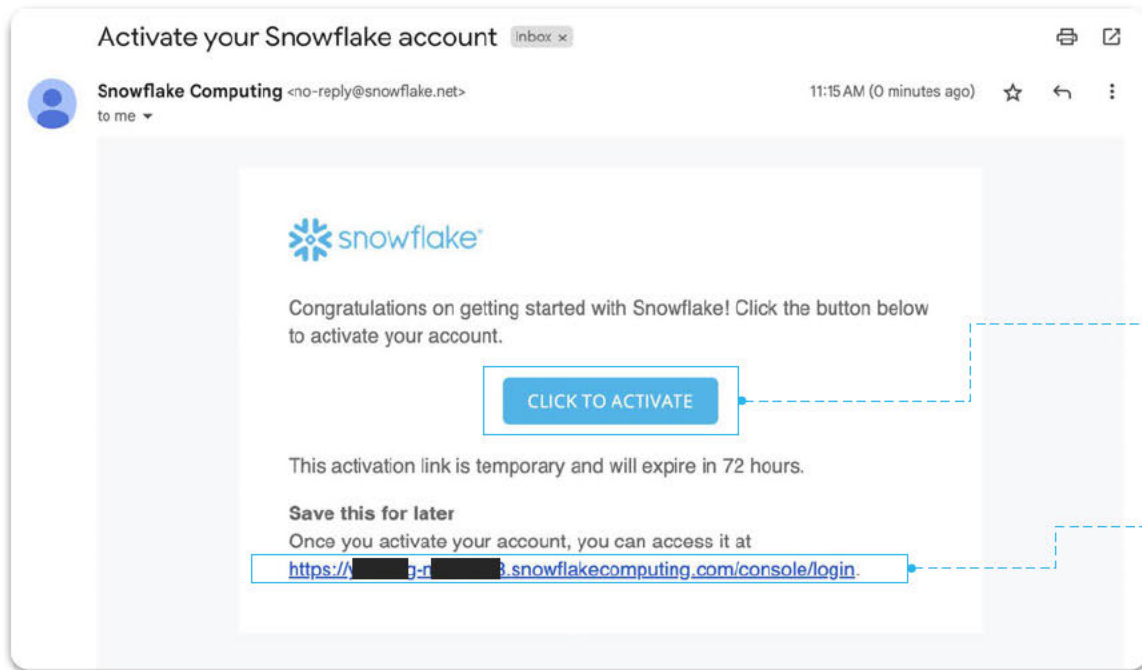 Activate your Snowflake account Inbox ×
Snowflake Computing <no-reply@snowflake.net> 11:15 AM (0 minutes ago)
to me
snowflake®
Congratulations on getting started with Snowflake! Click the button below
to activate your account.
CLICK TO ACTIVATE
This activation link is temporary and will expire in 72 hours.
Save this for later
Once you activate your account, you can access it at
https://y g-n 3.snowflakecomputing.com/console/login.